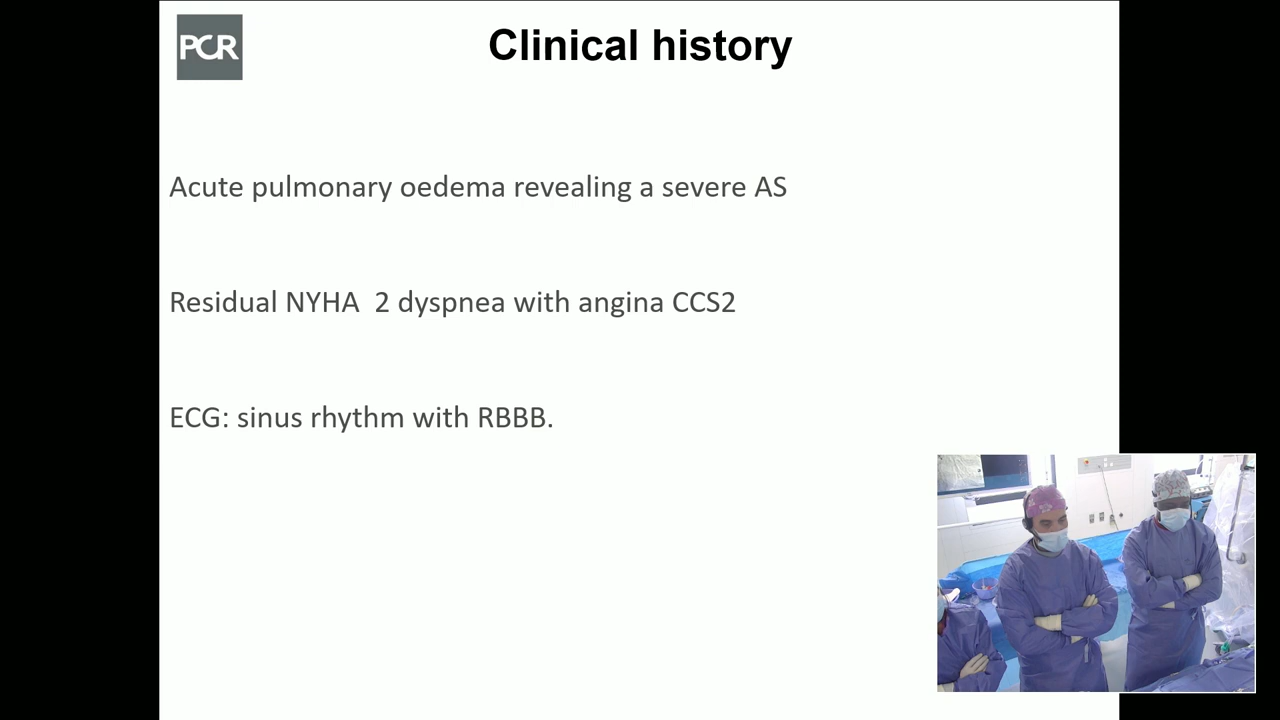 PCR
Clinical history
Acute pulmonary oedema revealing a severe AS
Residual NYHA  2 dyspnea with angina CCS2
ECG: sinus rhythm with RBBB.